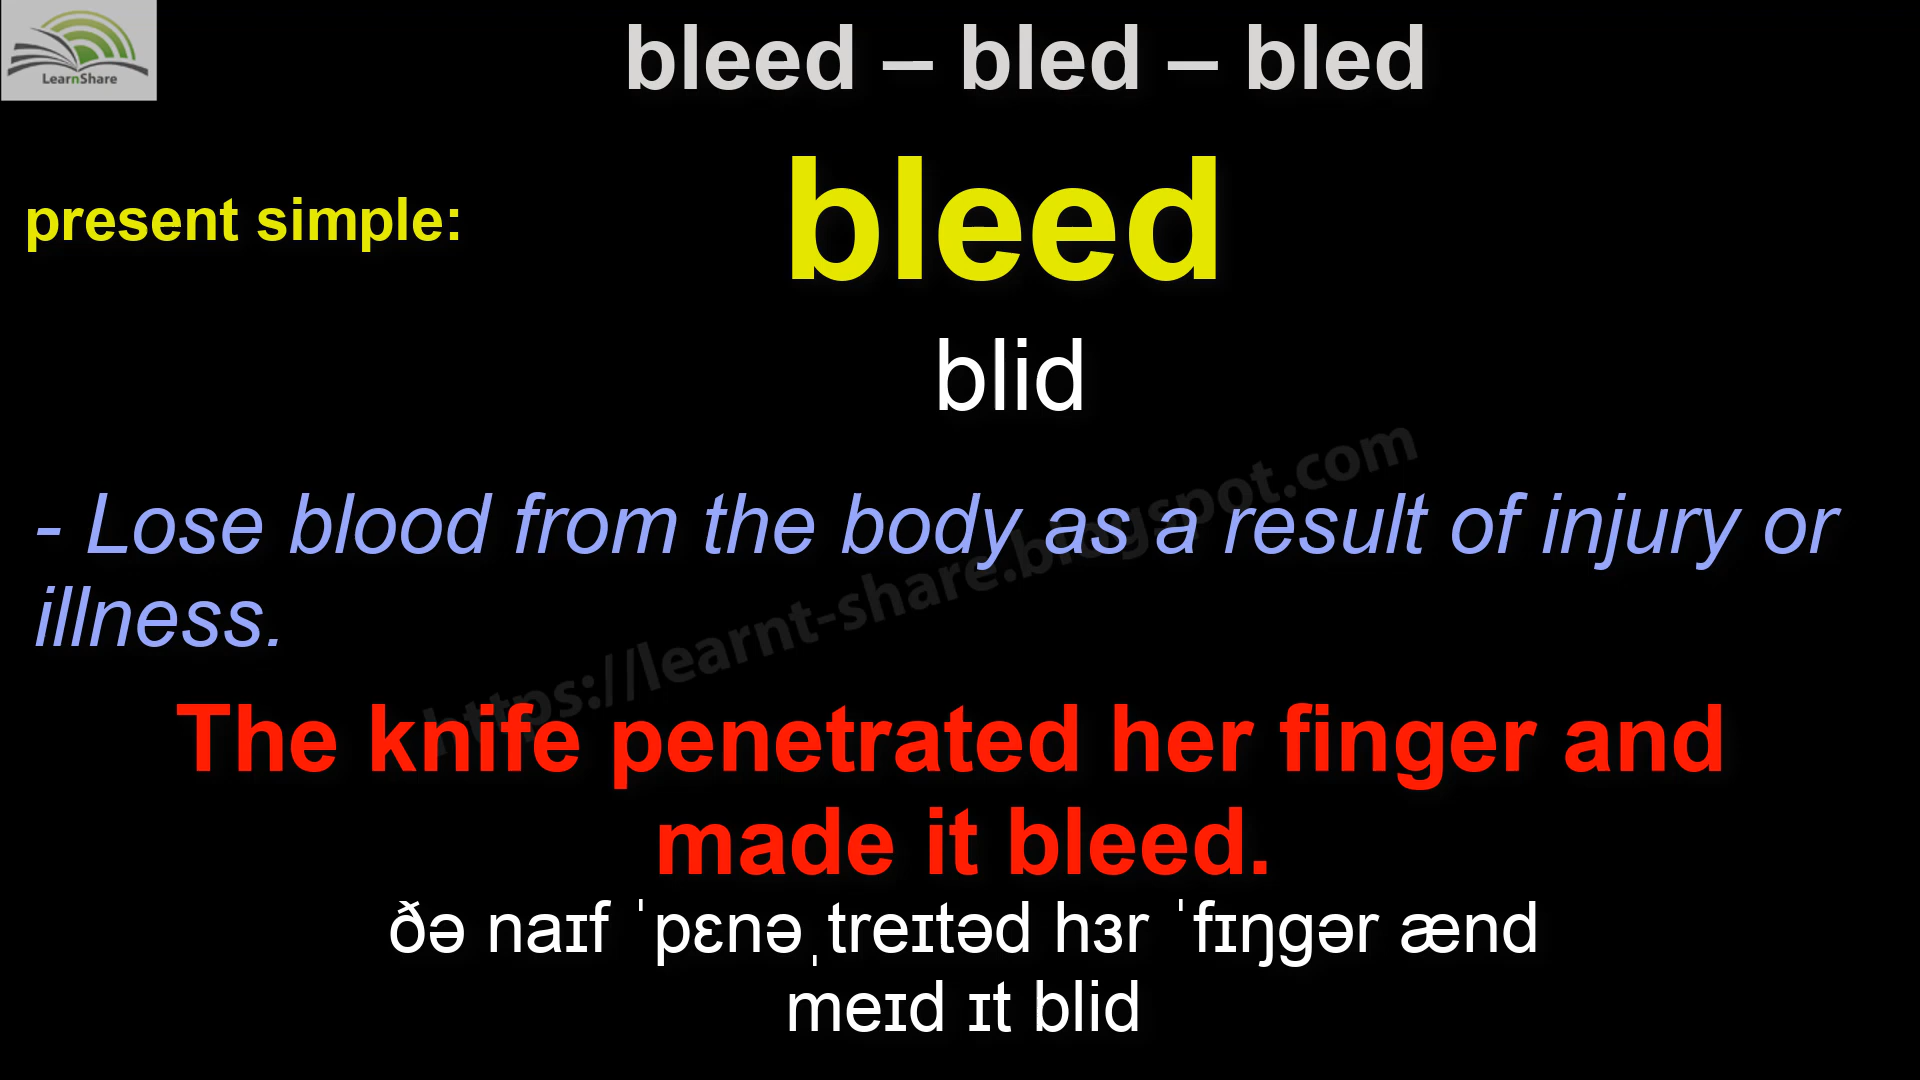 LearnShare
bleed – bled – bled
present simple:
bleed
blid
- Lose blood from the body as a result of injury or
illness.
https://learnt-share.blogspot.com
The knife penetrated her finger and
made it bleed.
ðə naɪf ˈpɛnəˌtreɪtəd hɜr ˈfɪŋgər ænd
meɪd ɪt blid